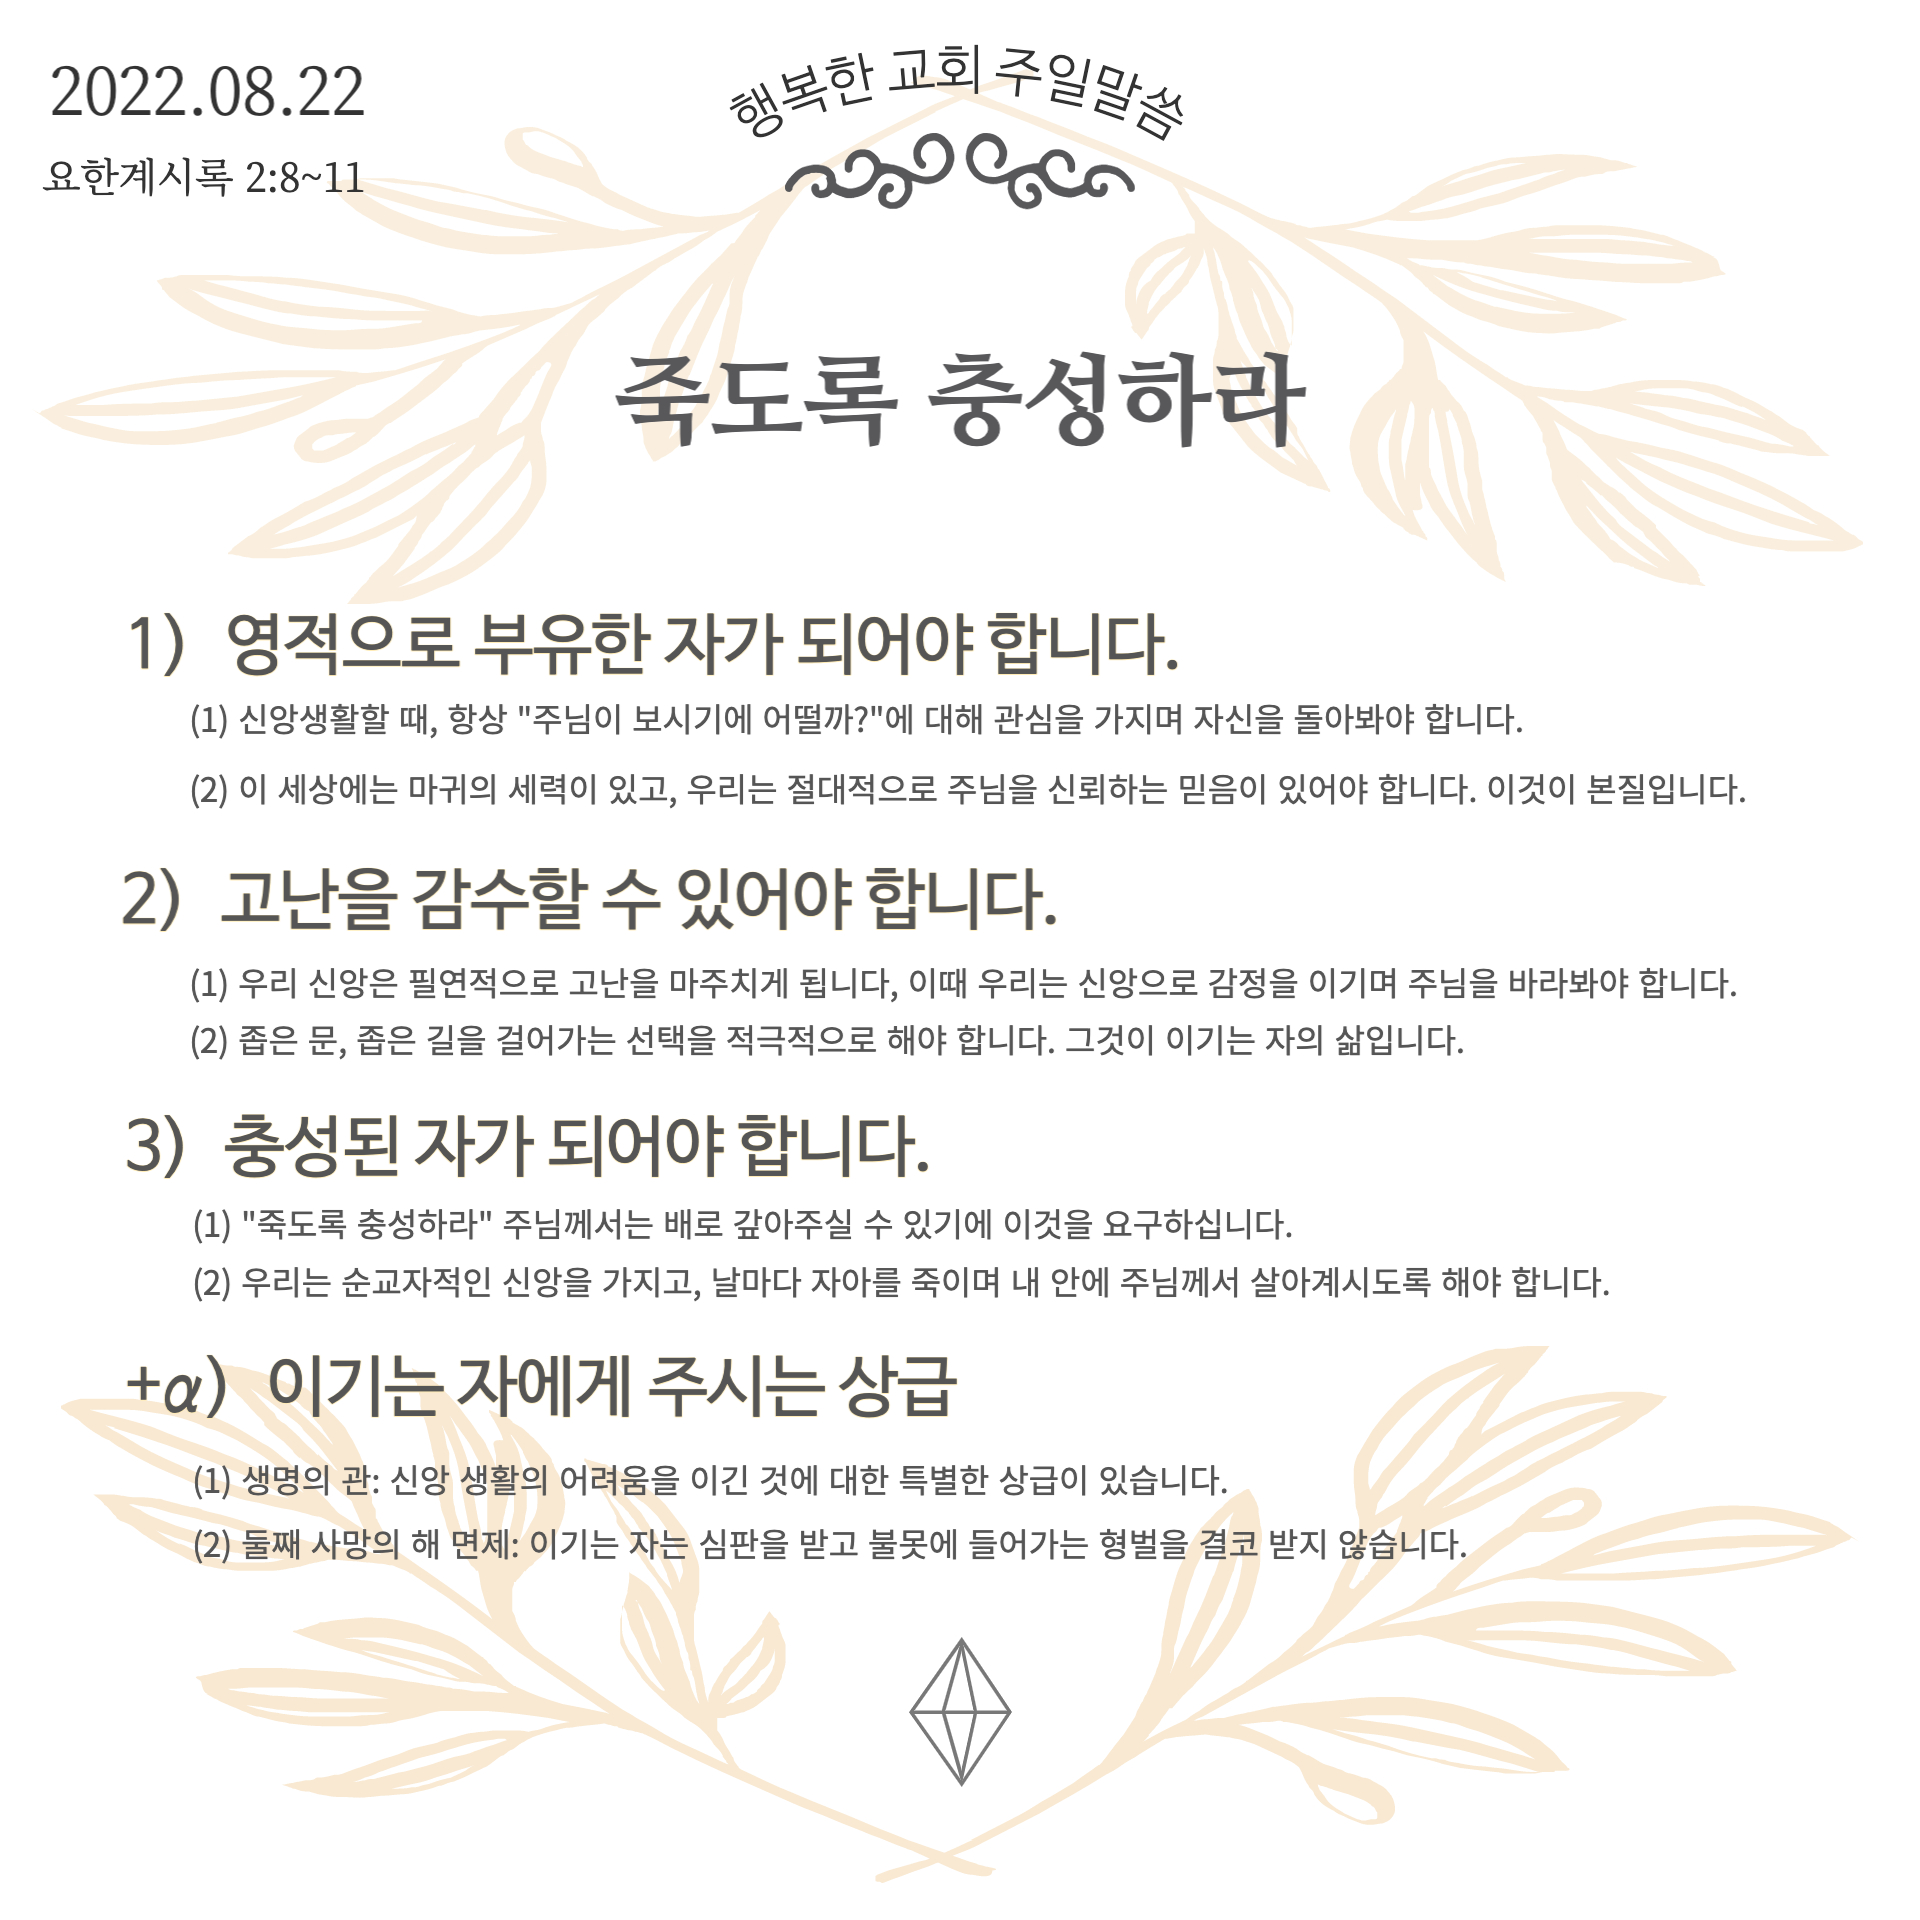 2022.08.22
행복한 교회 주일말씀
요한계시록 2:8~11
죽도록 충성하라
1) 영적으로 부유한 자가 되어야 합니다.
(1) 신앙생활할 때, 항상 "주님이 보시기에 어떨까?"에 대해 관심을 가지며 자신을 돌아봐야 합니다.
(2) 이 세상에는 마귀의 세력이 있고, 우리는 절대적으로 주님을 신뢰하는 믿음이 있어야 합니다. 이것이 본질입니다.
2) 고난을 감수할 수 있어야 합니다.
(1) 우리 신앙은 필연적으로 고난을 마주치게 됩니다, 이때 우리는 신앙으로 감정을 이기며 주님을 바라봐야 합니다.
(2) 좁은 문, 좁은 길을 걸어가는 선택을 적극적으로 해야 합니다. 그것이 이기는 자의 삶입니다.
3) 충성된 자가 되어야 합니다.
(1) "죽도록 충성하라" 주님께서는 배로 갚아주실 수 있기에 이것을 요구하십니다.
(2) 우리는 순교자적인 신앙을 가지고, 날마다 자아를 죽이며 내 안에 주님께서 살아계시도록 해야 합니다.
+α) 이기는 자에게 주시는 상급
(1) 생명의 관: 신앙 생활의 어려움을 이긴 것에 대한 특별한 상급이 있습니다.
(2) 둘째 사망의 해 면제: 이기는 자는 심판을 받고 불못에 들어가는 형벌을 결코 받지 않습니다.